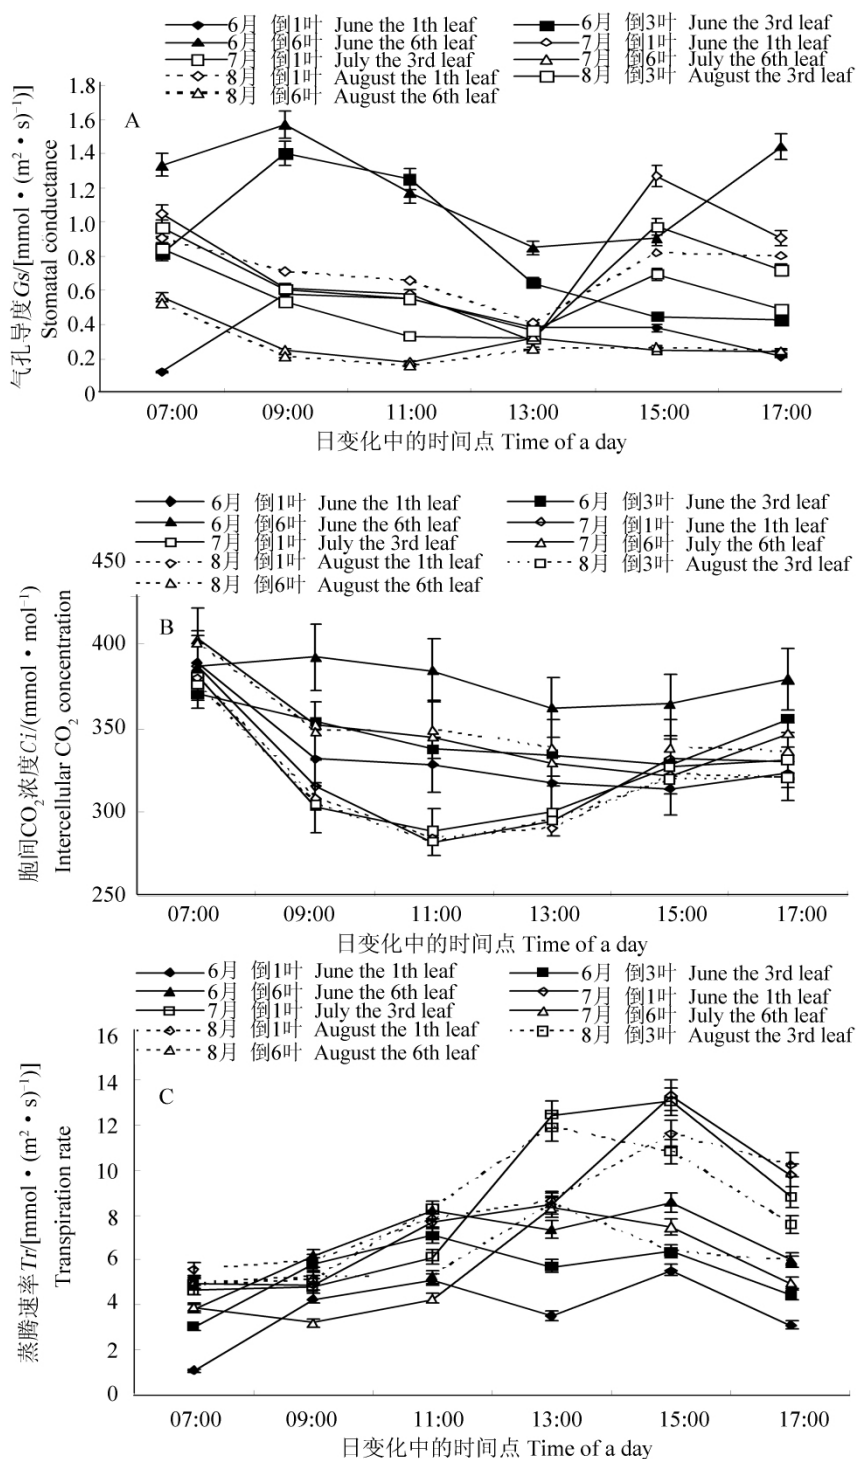 6月 倒1叶 June the 1th leaf
6月 倒3叶 June the 3rd leaf
6月 倒6叶 June the 6th leaf
7月 倒1叶 June the 1th leaf
7月 倒1叶 July the 3rd leaf
7月 倒6叶 July the 6th leaf
8月 倒1叶 August the 1th leaf
8月 倒3叶 August the 3rd leaf
8月 倒6叶 August the 6th leaf
A
气孔导度Gs/[mmol·(m²·s)⁻¹)]
Stomatal conductance
1.8
1.6
1.4
1.2
1.0
0.8
0.6
0.4
0.2
0
07:00 09:00 11:00 13:00 15:00 17:00
日变化中的时间点 Time of a day
6月 倒1叶 June the 1th leaf
6月 倒3叶 June the 3rd leaf
6月 倒6叶 June the 6th leaf
7月 倒1叶 June the 1th leaf
7月 倒1叶 July the 3rd leaf
7月 倒6叶 July the 6th leaf
8月 倒1叶 August the 1th leaf
8月 倒3叶 August the 3rd leaf
8月 倒6叶 August the 6th leaf
B
胞间CO₂浓度Ci/(mmol·mol⁻¹)
Intercellular CO₂ concentration
450
400
350
300
250
07:00 09:00 11:00 13:00 15:00 17:00
日变化中的时间点 Time of a day
6月 倒1叶 June the 1th leaf
6月 倒3叶 June the 3rd leaf
6月 倒6叶 June the 6th leaf
7月 倒1叶 June the 1th leaf
7月 倒1叶 July the 3rd leaf
7月 倒6叶 July the 6th leaf
8月 倒1叶 August the 1th leaf
8月 倒3叶 August the 3rd leaf
8月 倒6叶 August the 6th leaf
C
蒸腾速率Tr/[mmol·(m²·s)⁻¹)]
Transpiration rate
16
14
12
10
8
6
4
2
0
07:00 09:00 11:00 13:00 15:00 17:00
日变化中的时间点 Time of a day